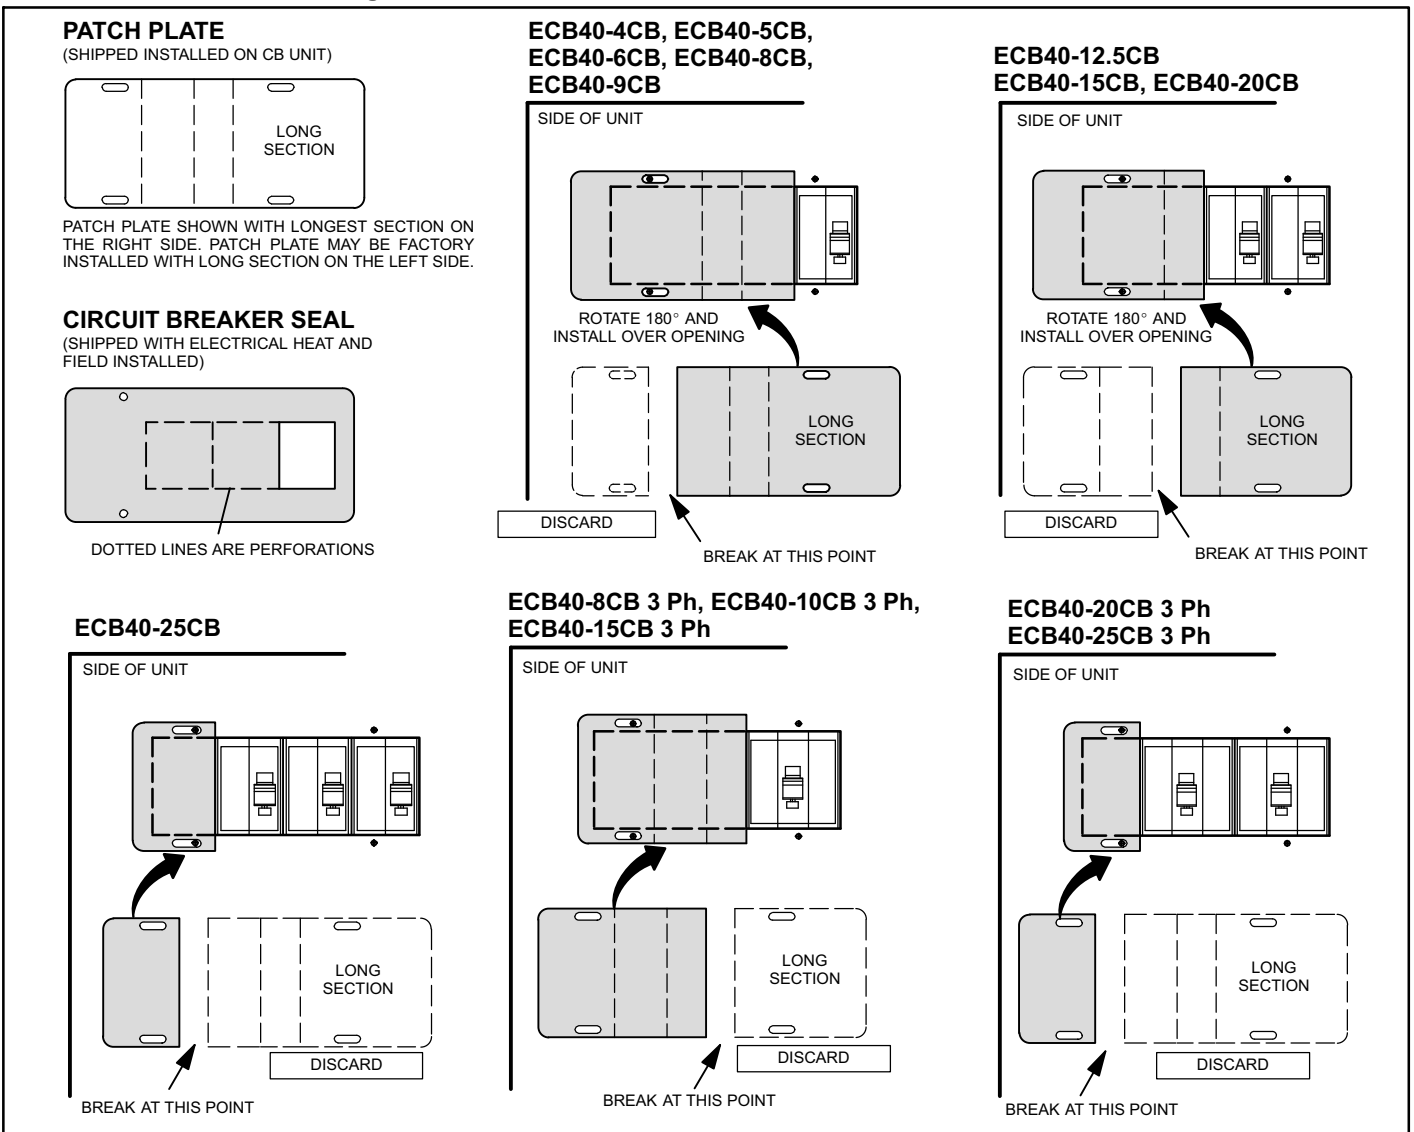 PATCH PLATE
(SHIPPED INSTALLED ON CB UNIT)
LONG
SECTION
PATCH PLATE SHOWN WITH LONGEST SECTION ON
THE RIGHT SIDE. PATCH PLATE MAY BE FACTORY
INSTALLED WITH LONG SECTION ON THE LEFT SIDE.
CIRCUIT BREAKER SEAL
(SHIPPED WITH ELECTRICAL HEAT AND
FIELD INSTALLED)
DOTTED LINES ARE PERFORATIONS
ECB40-4CB, ECB40-5CB,
ECB40-6CB, ECB40-8CB,
ECB40-9CB
SIDE OF UNIT
ROTATE 180° AND
INSTALL OVER OPENING
LONG
SECTION
DISCARD
BREAK AT THIS POINT
ECB40-12.5CB
ECB40-15CB, ECB40-20CB
SIDE OF UNIT
ROTATE 180° AND
INSTALL OVER OPENING
LONG
SECTION
DISCARD
BREAK AT THIS POINT
ECB40-25CB
SIDE OF UNIT
LONG
SECTION
DISCARD
BREAK AT THIS POINT
ECB40-8CB 3 Ph, ECB40-10CB 3 Ph,
ECB40-15CB 3 Ph
SIDE OF UNIT
LONG
SECTION
DISCARD
BREAK AT THIS POINT
ECB40-20CB 3 Ph
ECB40-25CB 3 Ph
SIDE OF UNIT
LONG
SECTION
DISCARD
BREAK AT THIS POINT